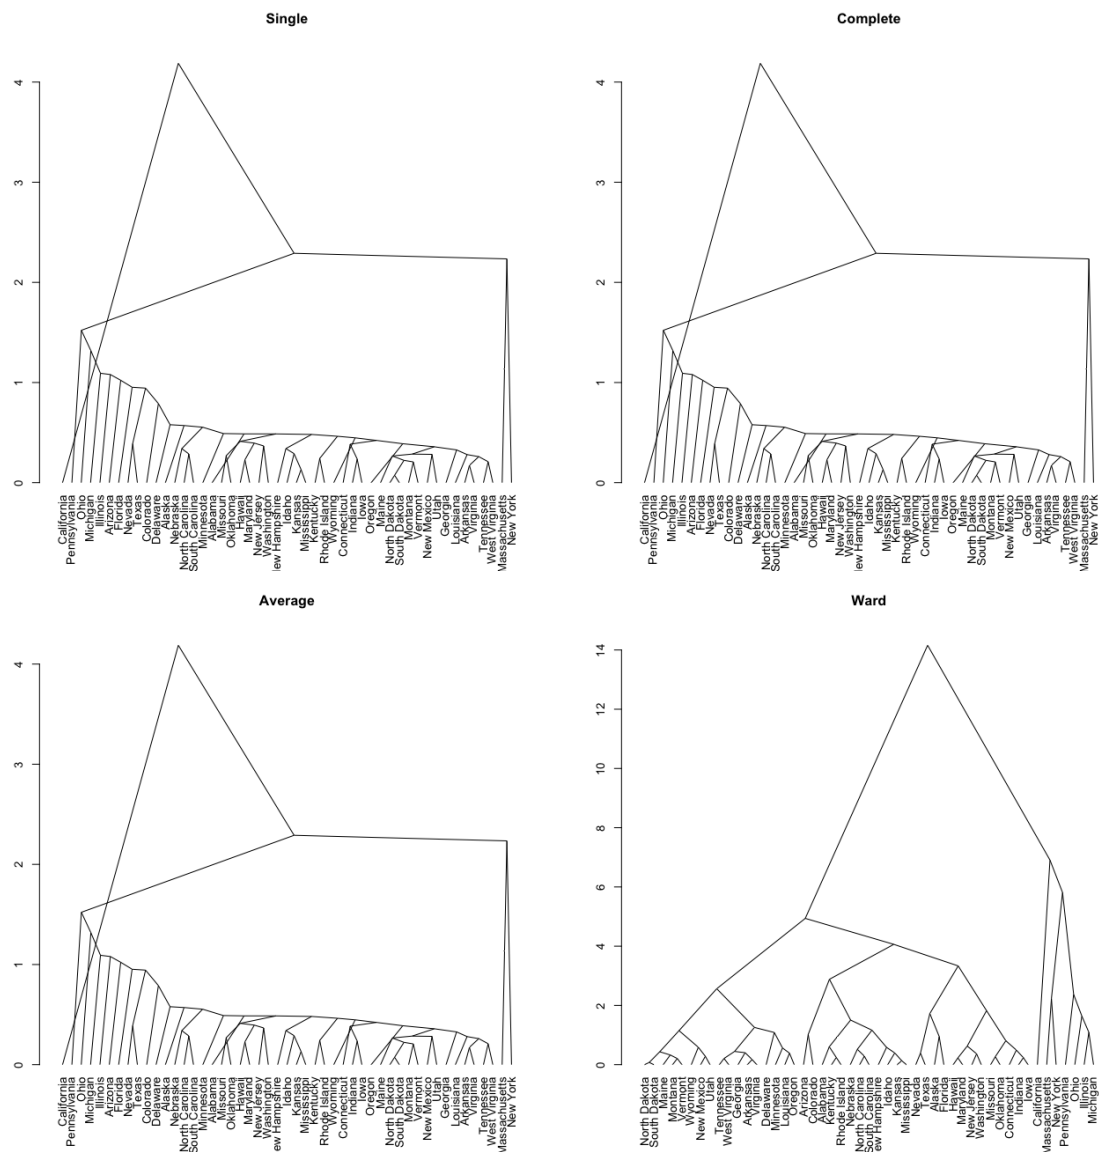 Single
4
3
2
1
0
California
Pennsylvania
Ohio
Michigan
Illinois
Arizona
Florida
Nevada
Texas
Colorado
Delaware
Alaska
Nebraska
North Carolina
South Carolina
Minnesota
Alabama
Missouri
Oklahoma
Hawaii
Maryland
New Jersey
Washington
iew Hampshire
Idaho
Kansas
Mississippi
Kentucky
Rhode Island
Wyoming
Connecticut
Indiana
Iowa
Oregon
Maine
North Dakota
South Dakota
Montana
Vermont
New Mexico
Utah
Georgia
Louisiana
Arkansas
Virginia
Tennessee
West Virginia
Massachusetts
New York
Complete
4
3
2
1
0
California
Pennsylvania
Ohio
Michigan
Illinois
Arizona
Florida
Nevada
Texas
Colorado
Delaware
Alaska
Nebraska
North Carolina
South Carolina
Minnesota
Alabama
Missouri
Oklahoma
Hawaii
Maryland
New Jersey
Washington
iew Hampshire
Idaho
Kansas
Mississippi
Kentucky
Rhode Island
Wyoming
Connecticut
Indiana
Iowa
Oregon
Maine
North Dakota
South Dakota
Montana
Vermont
New Mexico
Utah
Georgia
Louisiana
Arkansas
Virginia
Tennessee
West Virginia
Massachusetts
New York
Average
4
3
2
1
0
California
Pennsylvania
Ohio
Michigan
Illinois
Arizona
Florida
Nevada
Texas
Colorado
Delaware
Alaska
Nebraska
North Carolina
South Carolina
Minnesota
Alabama
Missouri
Oklahoma
Hawaii
Maryland
New Jersey
Washington
iew Hampshire
Idaho
Kansas
Mississippi
Kentucky
Rhode Island
Wyoming
Connecticut
Indiana
Iowa
Oregon
Maine
North Dakota
South Dakota
Montana
Vermont
New Mexico
Utah
Georgia
Louisiana
Arkansas
Virginia
Tennessee
West Virginia
Massachusetts
New York
Ward
14
12
10
8
6
4
2
0
North Dakota
South Dakota
Maine
Montana
Vermont
Wyoming
New Mexico
Utah
Tennessee
West Virginia
Georgia
Arkansas
Virginia
Delaware
Minnesota
Louisiana
Oregon
Arizona
Colorado
Alabama
Kentucky
Rhode Island
Nebraska
North Carolina
South Carolina
iew Hampshire
Idaho
Kansas
Mississippi
Nevada
Texas
Alaska
Florida
Hawaii
Maryland
New Jersey
Washington
Missouri
Oklahoma
Connecticut
Indiana
Iowa
California
Massachusetts
New York
Pennsylvania
Ohio
Illinois
Michigan